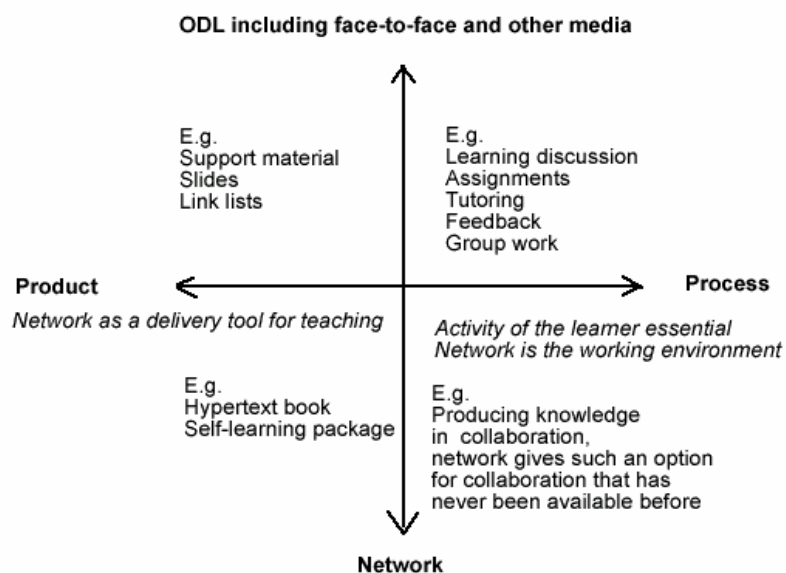 ODL including face-to-face and other media
E.g.
Support material
Slides
Link lists
E.g.
Learning discussion
Assignments
Tutoring
Feedback
Group work
Product
Process
Network as a delivery tool for teaching
Activity of the learner essential
Network is the working environment
E.g.
Hypertext book
Self-learning package
E.g.
Producing knowledge
in collaboration,
network gives such an option
for collaboration that has
never been available before
Network